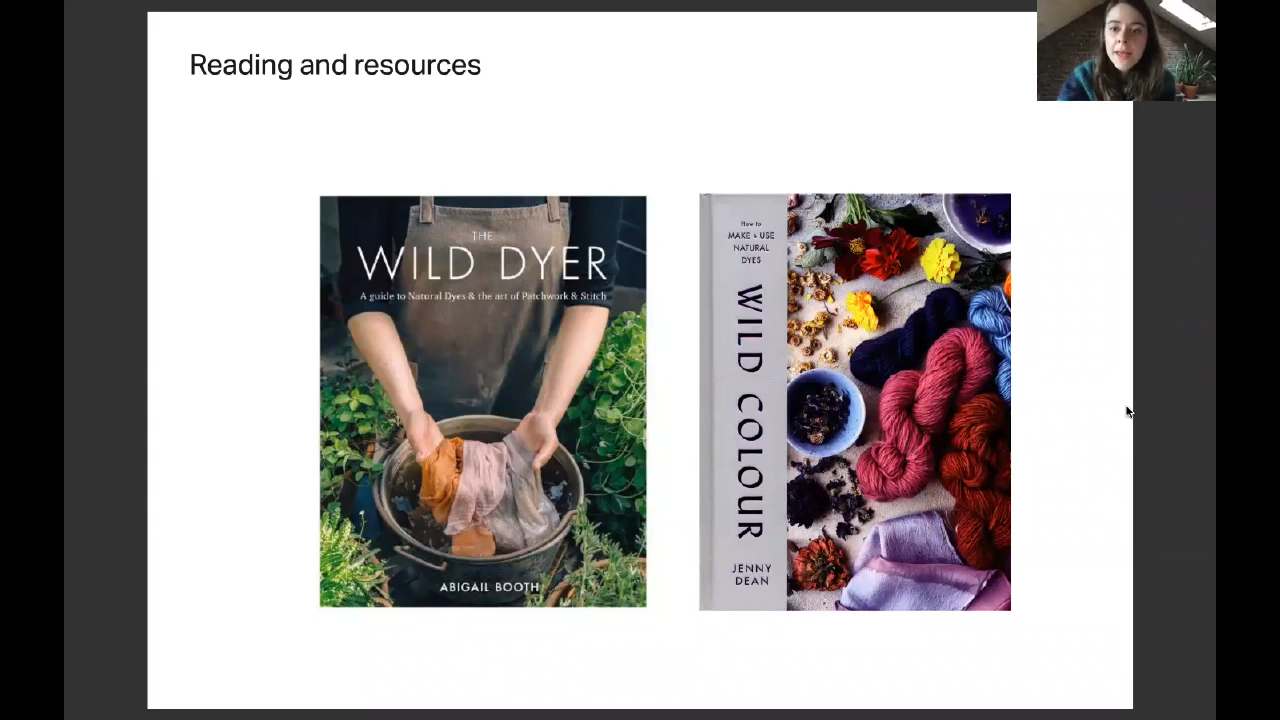 Reading and resources
THE
WILD DYER
A guide to Natural Dyes & the art of Patchwork & Stitch
ABIGAIL BOOTH
How to
MAKE & USE
NATURAL
DYES
WILD COLOUR
JENNY
DEAN